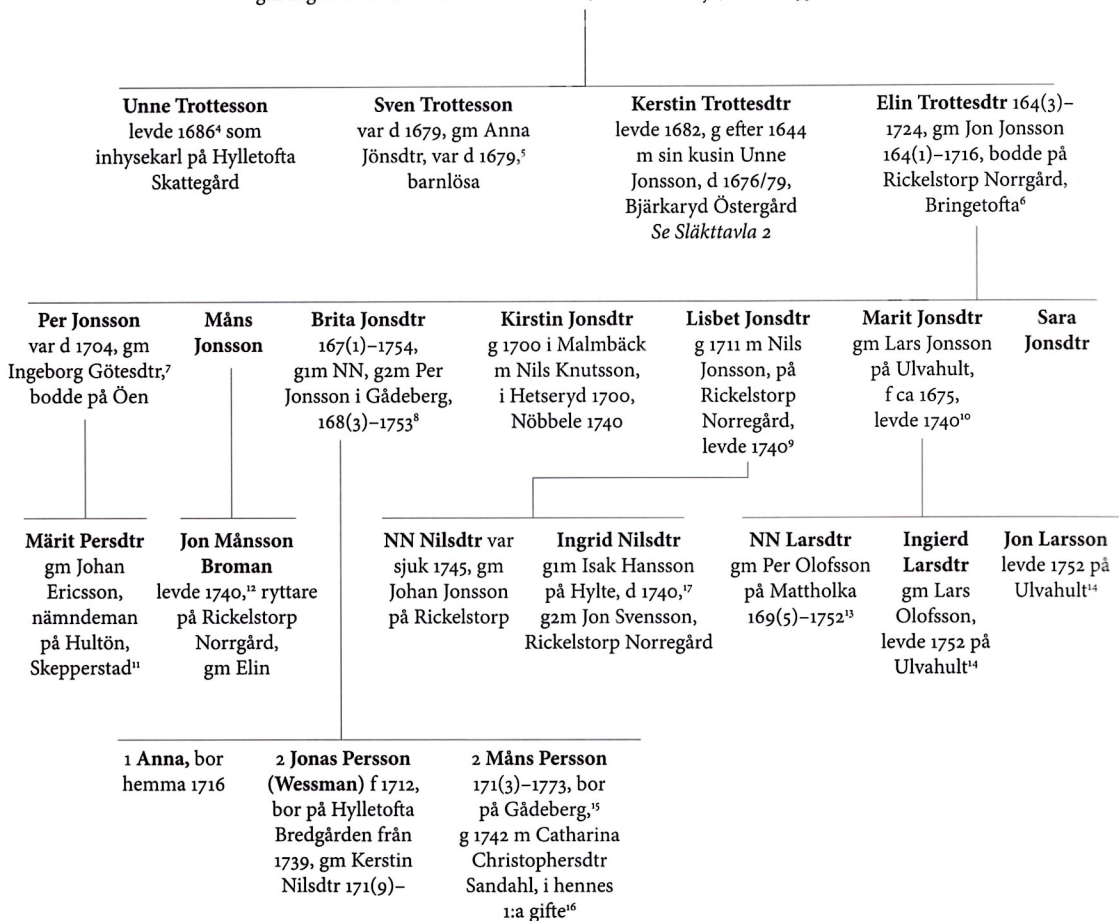 Unne Trottesson
levde 1686⁴ som
inhysekarl på Hylletofta
Skattegård
Sven Trottesson
var d 1679, gm Anna
Jönsdtr, var d 1679,⁵
barnlösa
Kerstin Trottesdtr
levde 1682, g efter 1644
m sin kusin Unne
Jonsson, d 1676/79,
Bjärkaryd Östergård
Se Släkttavla 2
Elin Trottesdtr 164(3)–
1724, gm Jon Jonsson
164(1)–1716, bodde på
Rickelstorp Norrgård,
Bringetofta⁶
Per Jonsson
var d 1704, gm
Ingeborg Götesdtr,⁷
bodde på Öen
Måns
Jonsson
Brita Jonsdtr
167(1)–1754,
g1m NN, g2m Per
Jonsson i Gådeberg,
168(3)–1753⁸
Kirstin Jonsdtr
g 1700 i Malmbäck
m Nils Knutsson,
i Hetseryd 1700,
Nöbbele 1740
Lisbet Jonsdtr
g 1711 m Nils
Jonsson, på
Rickelstorp
Norregård,
levde 1740⁹
Marit Jonsdtr
gm Lars Jonsson
på Ulvahult,
f ca 1675,
levde 1740¹⁰
Sara
Jonsdtr
Märit Persdtr
gm Johan
Ericsson,
nämndeman
på Hultön,
Skepperstad¹¹
Jon Månsson
Broman
levde 1740,¹² ryttare
på Rickelstorp
Norrgård,
gm Elin
NN Nilsdtr var
sjuk 1745, gm
Johan Jonsson
på Rickelstorp
Ingrid Nilsdtr
g1m Isak Hansson
på Hylte, d 1740,¹⁷
g2m Jon Svensson,
Rickelstorp Norregård
NN Larsdtr
gm Per Olofsson
på Mattholka
169(5)–1752¹³
Ingierd
Larsdtr
gm Lars
Olofsson,
levde 1752 på
Ulvahult¹⁴
Jon Larsson
levde 1752 på
Ulvahult¹⁴
1 Anna, bor
hemma 1716
2 Jonas Persson
(Wessman) f 1712,
bor på Hylletofta
Bredgården från
1739, gm Kerstin
Nilsdtr 171(9)–
2 Måns Persson
171(3)–1773, bor
på Gådeberg,¹⁵
g 1742 m Catharina
Christophersdtr
Sandahl, i hennes
1:a gifte¹⁶